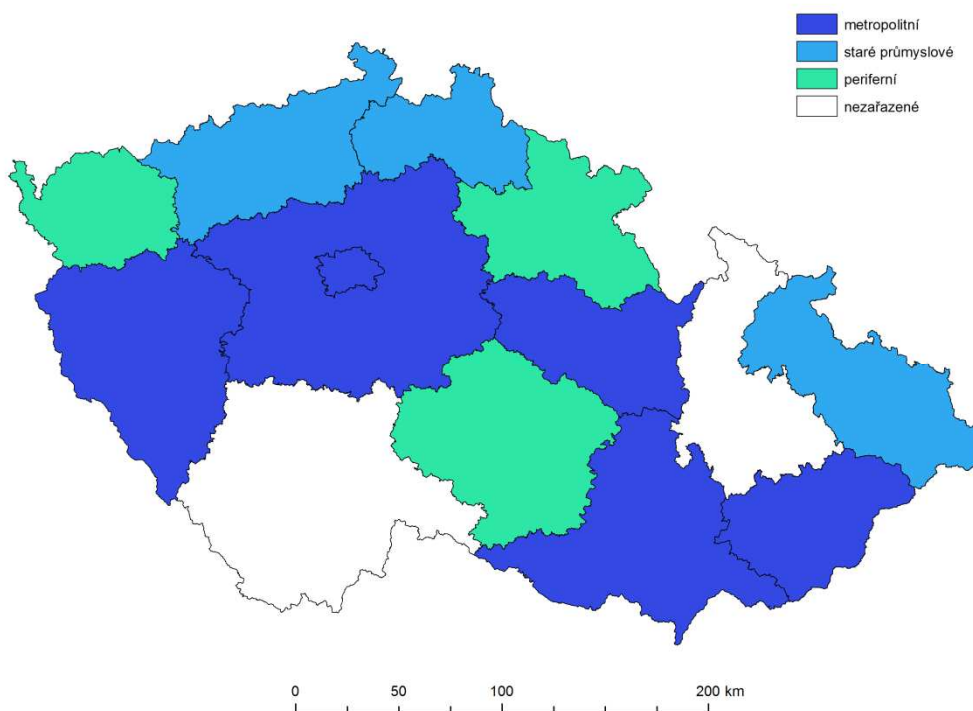 metropolitní
staré průmyslové
periferní
nezařazené
0 50 100 200 km